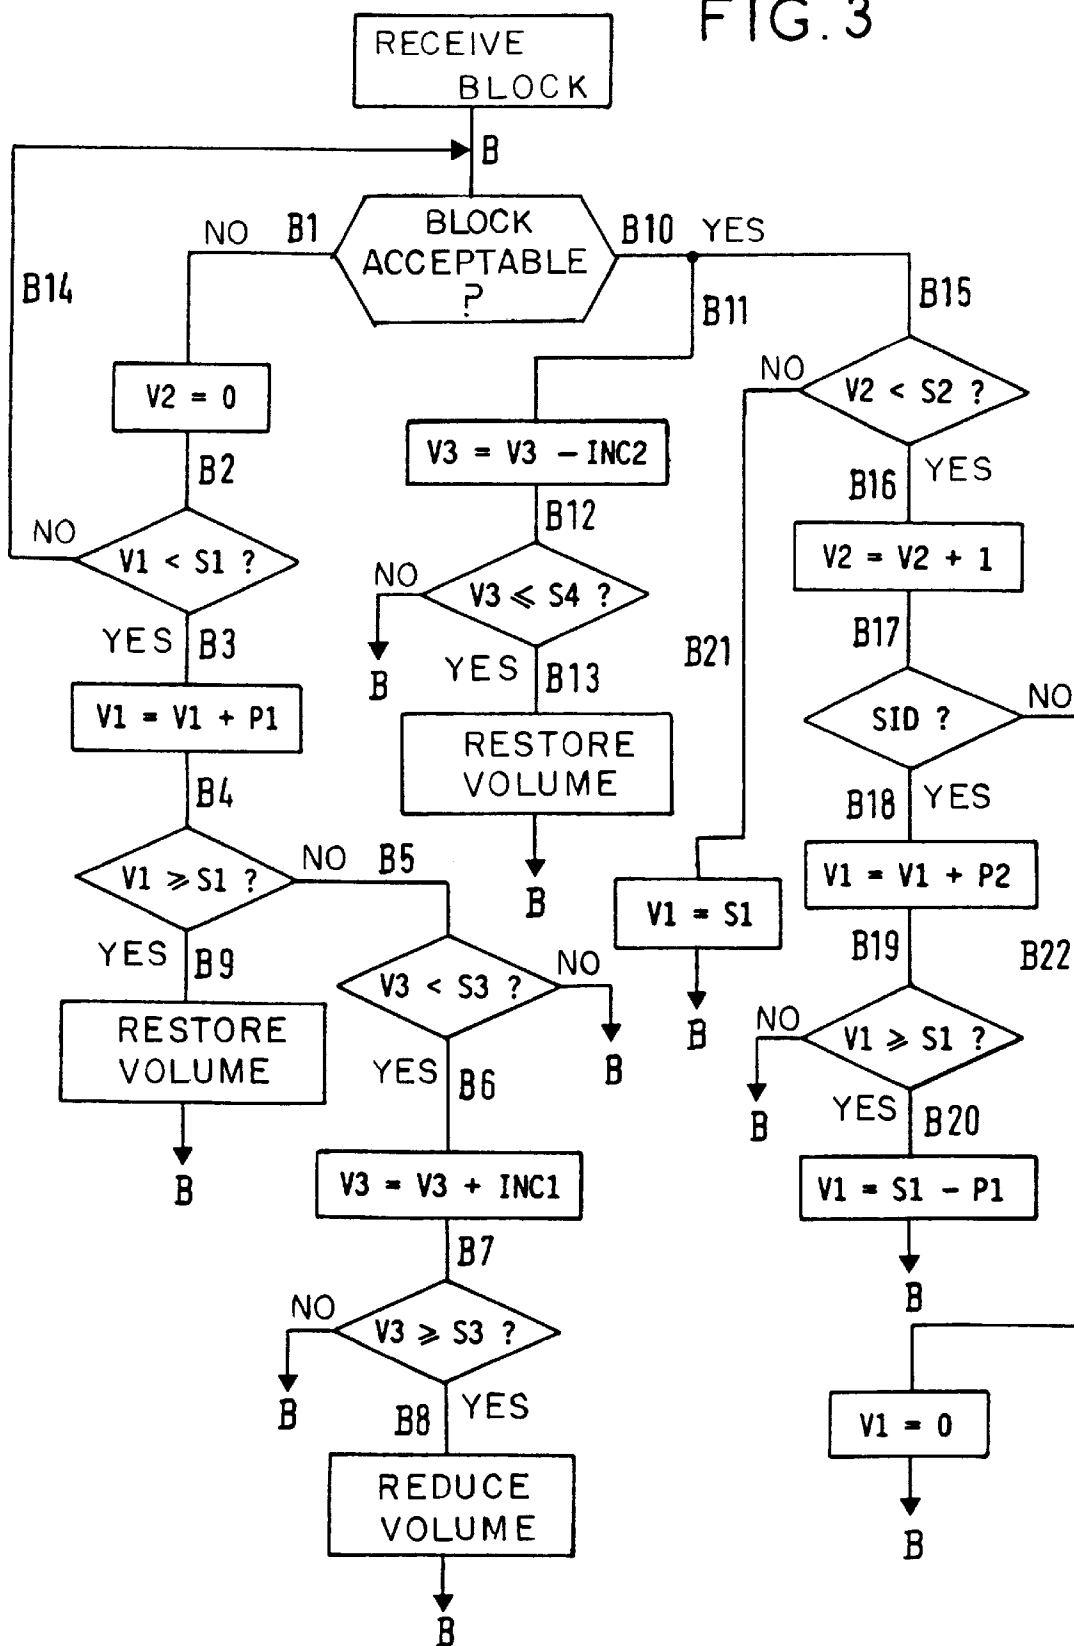 FIG. 3
RECEIVE
BLOCK
B
NO B1
BLOCK
ACCEPTABLE
?
B10 YES
B14
B11
B15
V2 = 0
NO
V2 < S2 ?
V3 = V3 - INC2
B2
B16 YES
B12
NO
V1 < S1 ?
V2 = V2 + 1
NO
V3 ⩽ S4 ?
YES B3
B17
B21
YES B13
B
V1 = V1 + P1
SID ?
NO
RESTORE
VOLUME
B4
B18 YES
V1 ⩾ S1 ?
NO B5
V1 = V1 + P2
B
V1 = S1
YES B9
B19
B22
V3 < S3 ?
NO
RESTORE
VOLUME
B
NO
V1 ⩾ S1 ?
YES B6
B
B
YES B20
B
V3 = V3 + INC1
V1 = S1 - P1
B7
B
NO
V3 ⩾ S3 ?
B
B8 YES
V1 = 0
REDUCE
VOLUME
B
B